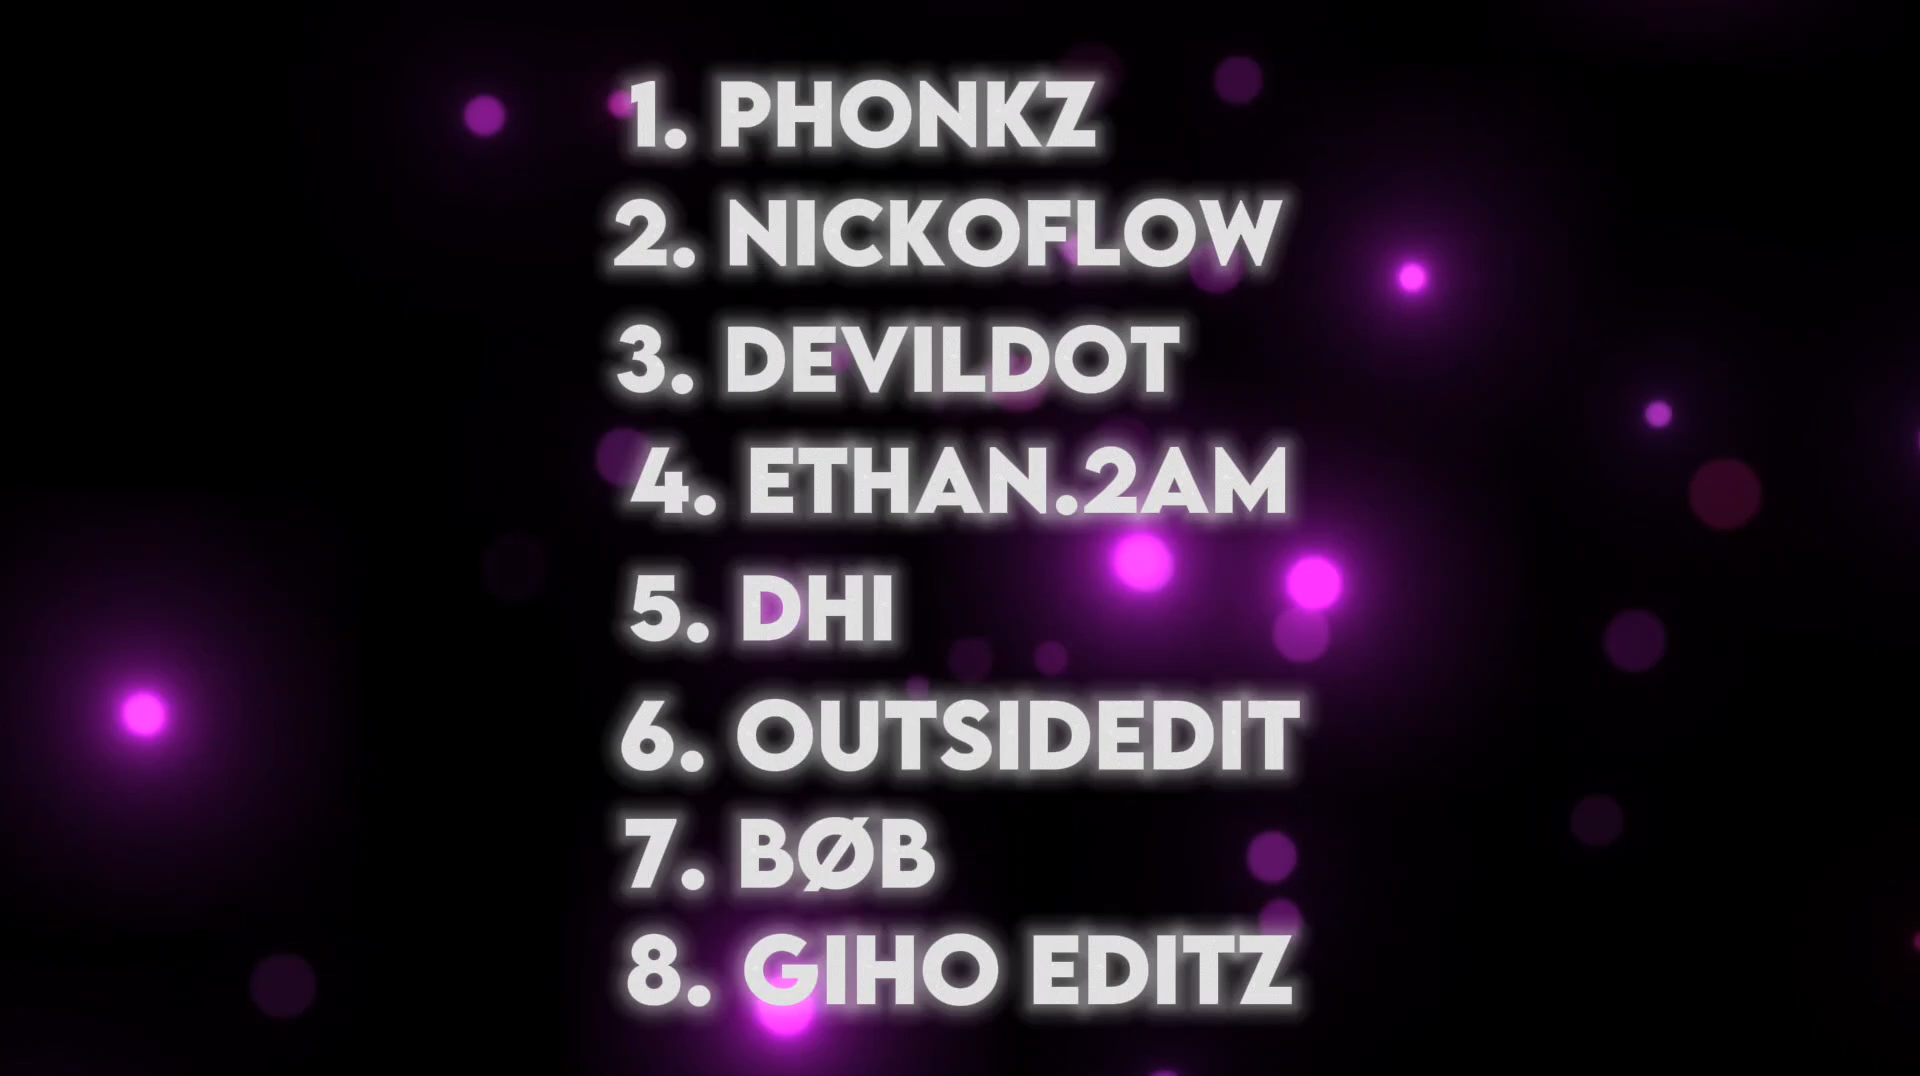 1. PHONKZ
2. NICKOFLOW
3. DEVILDOT
4. ETHAN.2AM
5. DHI
6. OUTSIDEDIT
7. BØB
8. GIHO EDITZ